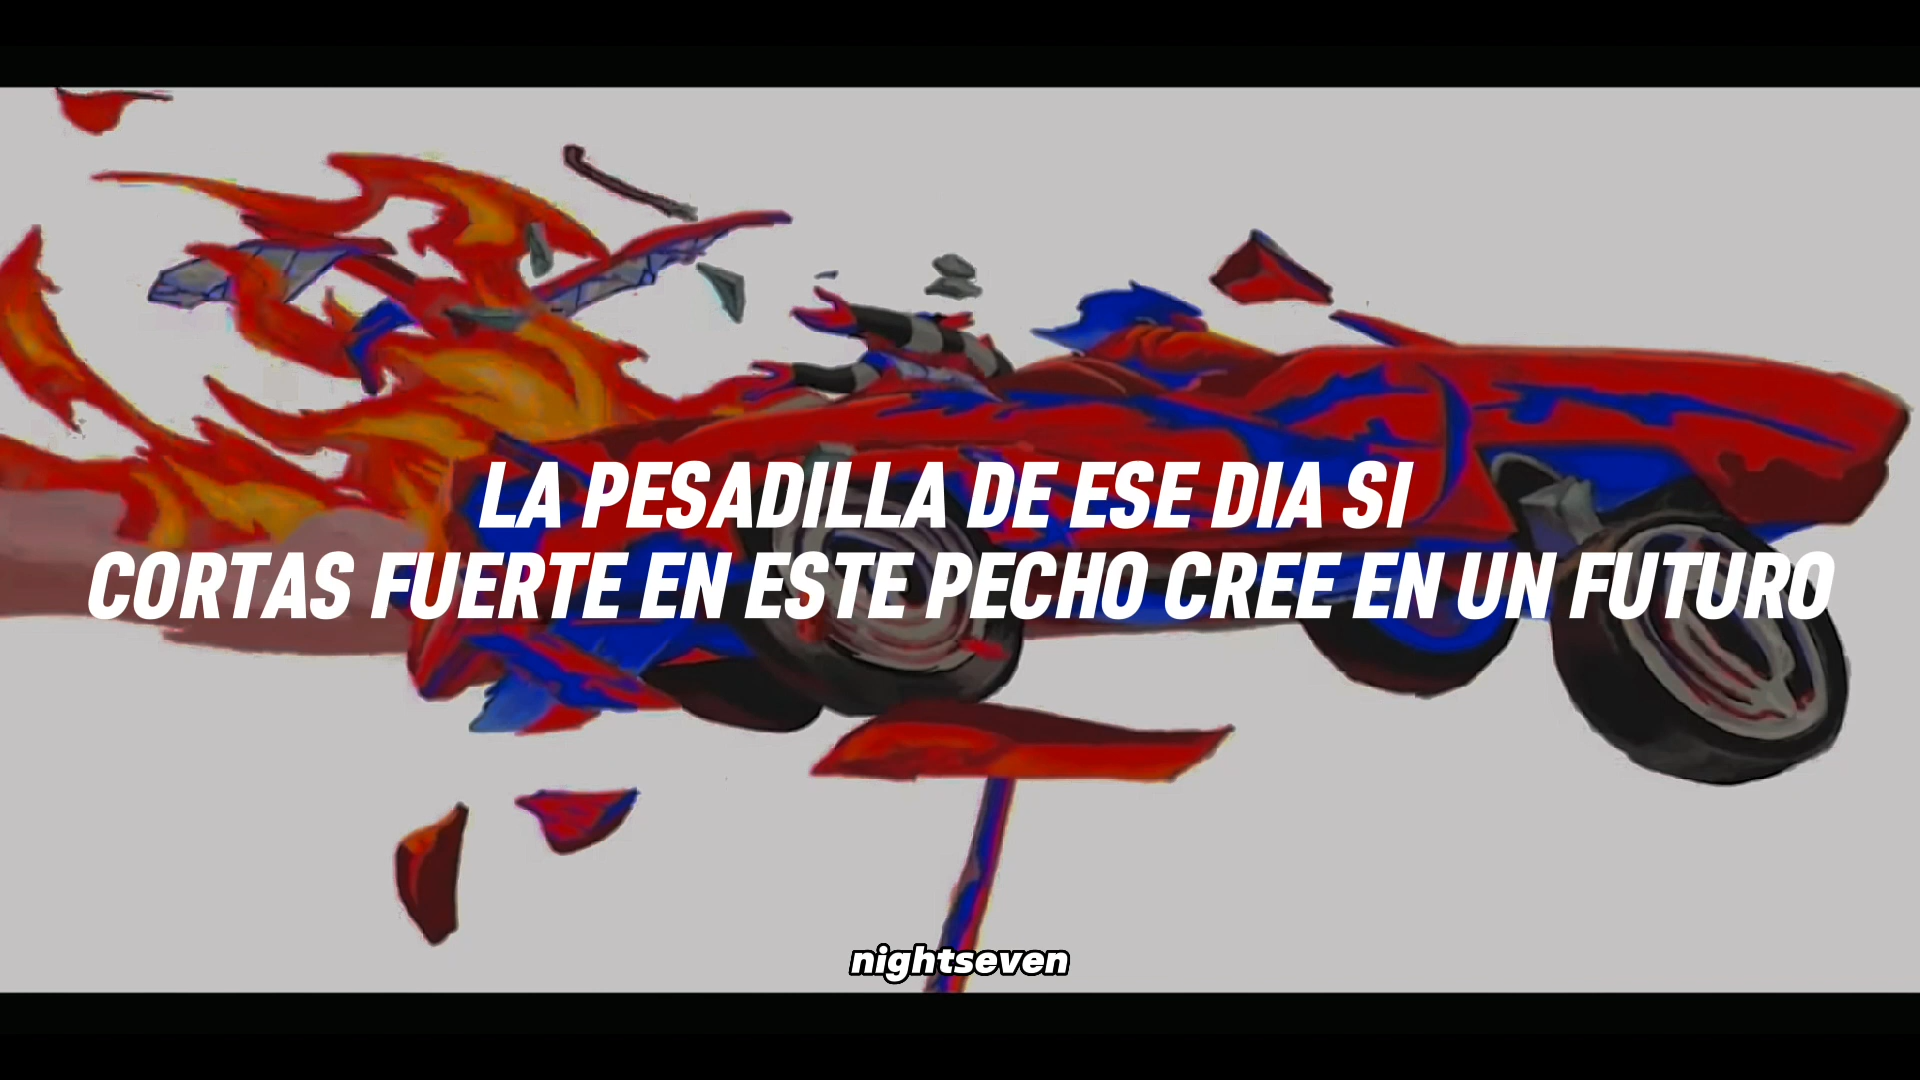 LA PESADILLA DE ESE DIA SI
CORTAS FUERTE EN ESTE PECHO CREE EN UN FUTURO
nightseven